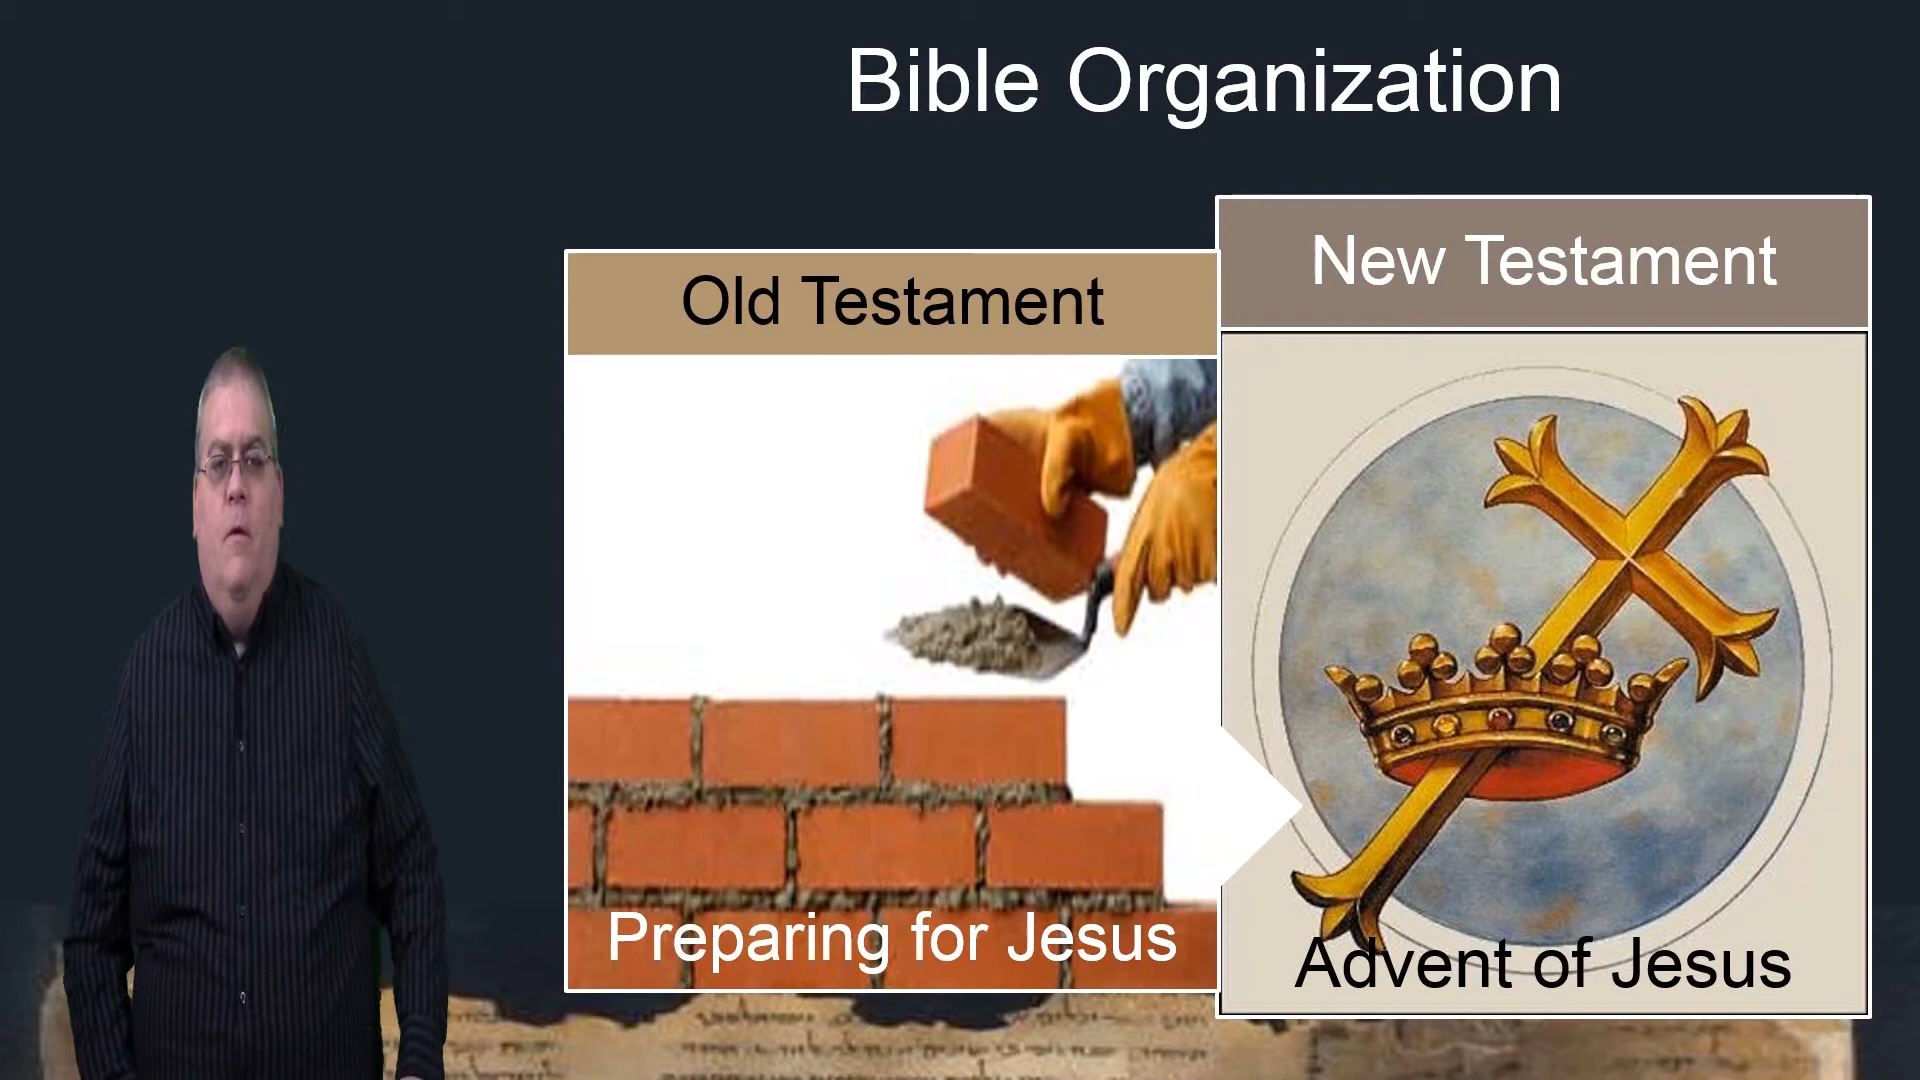 Bible Organization
Old Testament
Preparing for Jesus
New Testament
Advent of Jesus